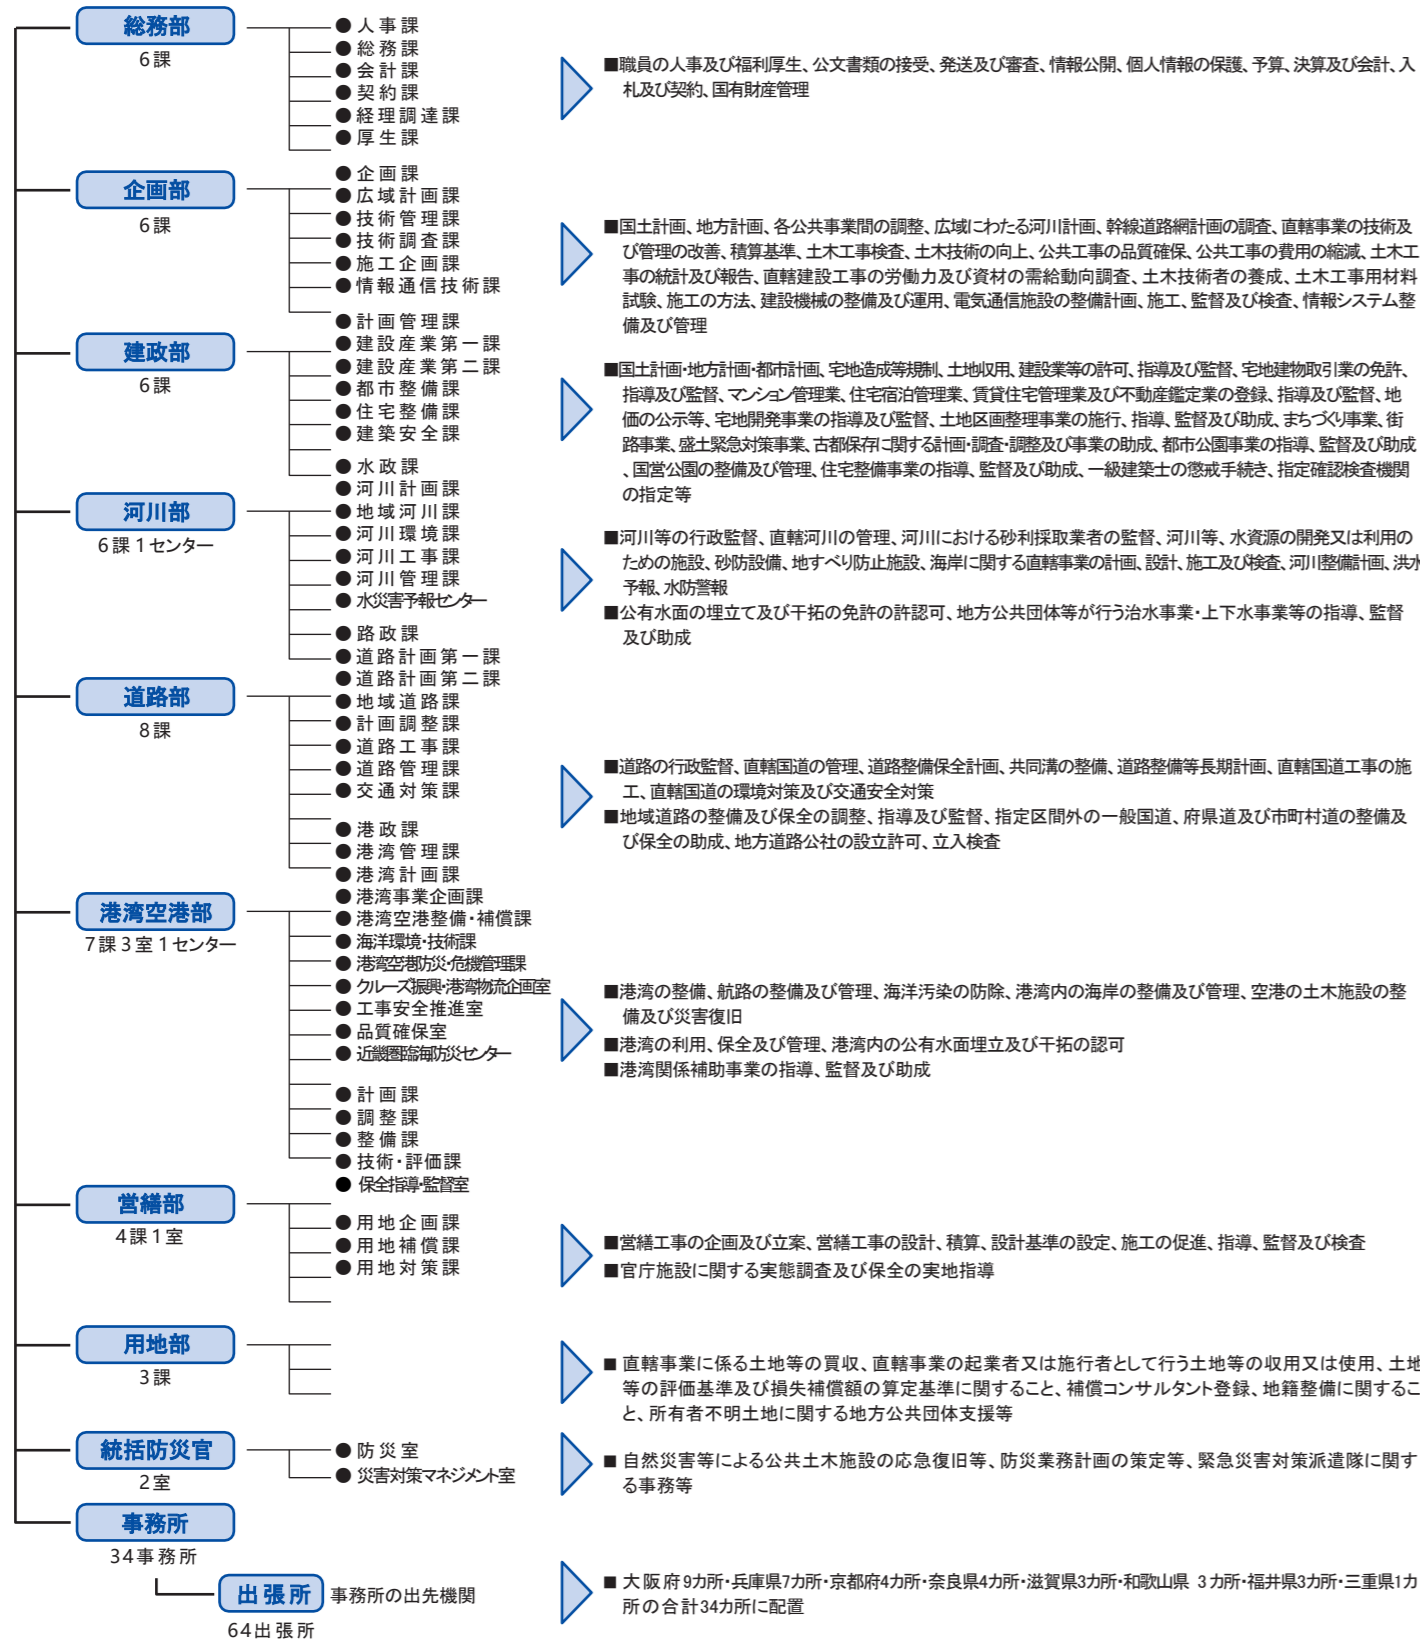 総務部
6課
●人事課
●総務課
●会計課
●契約課
●経理調達課
●厚生課
■職員の人事及び福利厚生、公文書類の接受、発送及び審査、情報公開、個人情報の保護、予算、決算及び会計、入
札及び契約、国有財産管理
企画部
6課
●企画課
●広域計画課
●技術管理課
●技術調査課
●施工企画課
●情報通信技術課
■国土計画、地方計画、各公共事業間の調整、広域にわたる河川計画、幹線道路網計画の調査、直轄事業の技術及
び管理の改善、積算基準、土木工事検査、土木技術の向上、公共工事の品質確保、公共工事の費用の縮減、土木工
事の統計及び報告、直轄建設工事の労働力及び資材の需給動向調査、土木技術者の養成、土木工事用材料
試験、施工の方法、建設機械の整備及び運用、電気通信施設の整備計画、施工、監督及び検査、情報システム整
備及び管理
建政部
6課
●計画管理課
●建設産業第一課
●建設産業第二課
●都市整備課
●住宅整備課
●建築安全課
■国土計画・地方計画・都市計画、宅地造成等規制、土地収用、建設業等の許可、指導及び監督、宅地建物取引業の免許、
指導及び監督、マンション管理業、住宅宿泊管理業、賃貸住宅管理業及び不動産鑑定業の登録、指導及び監督、地
価の公示等、宅地開発事業の指導及び監督、土地区画整理事業の施行、指導、監督及び助成、まちづくり事業、街
路事業、盛土緊急対策事業、古都保存に関する計画・調査・調整及び事業の助成、都市公園事業の指導、監督及び助成
、国営公園の整備及び管理、住宅整備事業の指導、監督及び助成、一級建築士の懲戒手続き、指定確認検査機関
の指定等
河川部
6課1センター
●水政課
●河川計画課
●地域河川課
●河川環境課
●河川工事課
●河川管理課
●水災害予報センター
■河川等の行政監督、直轄河川の管理、河川における砂利採取業者の監督、河川等、水資源の開発又は利用の
ための施設、砂防設備、地すべり防止施設、海岸に関する直轄事業の計画、設計、施工及び検査、河川整備計画、洪水
予報、水防警報
■公有水面の埋立て及び干拓の免許の許認可、地方公共団体等が行う治水事業・上下水事業等の指導、監督
及び助成
道路部
8課
●路政課
●道路計画第一課
●道路計画第二課
●地域道路課
●計画調整課
●道路工事課
●道路管理課
●交通対策課
■道路の行政監督、直轄国道の管理、道路整備保全計画、共同溝の整備、道路整備等長期計画、直轄国道工事の施
工、直轄国道の環境対策及び交通安全対策
■地域道路の整備及び保全の調整、指導及び監督、指定区間外の一般国道、府県道及び市町村道の整備及
び保全の助成、地方道路公社の設立許可、立入検査
港湾空港部
7課3室1センター
●港政課
●港湾管理課
●港湾計画課
●港湾事業企画課
●港湾空港整備・補償課
●海洋環境・技術課
●港湾空港防災・危機管理課
●クルーズ振興・港湾物流企画室
●工事安全推進室
●品質確保室
●近畿圏臨海防災センター
■港湾の整備、航路の整備及び管理、海洋汚染の防除、港湾内の海岸の整備及び管理、空港の土木施設の整
備及び災害復旧
■港湾の利用、保全及び管理、港湾内の公有水面埋立及び干拓の認可
■港湾関係補助事業の指導、監督及び助成
営繕部
4課1室
●計画課
●調整課
●整備課
●技術・評価課
●保全指導・監督室
■営繕工事の企画及び立案、営繕工事の設計、積算、設計基準の設定、施工の促進、指導、監督及び検査
■官庁施設に関する実態調査及び保全の実地指導
用地部
3課
●用地企画課
●用地補償課
●用地対策課
■直轄事業に係る土地等の買収、直轄事業の起業者又は施行者として行う土地等の収用又は使用、土地
等の評価基準及び損失補償額の算定基準に関すること、補償コンサルタント登録、地籍整備に関するこ
と、所有者不明土地に関する地方公共団体支援等
統括防災官
2室
●防災室
●災害対策マネジメント室
■自然災害等による公共土木施設の応急復旧等、防災業務計画の策定等、緊急災害対策派遣隊に関す
る事務等
事務所
34事務所
出張所 事務所の出先機関
64出張所
■大阪府9カ所・兵庫県7カ所・京都府4カ所・奈良県4カ所・滋賀県3カ所・和歌山県 3カ所・福井県3カ所・三重県1カ
所の合計34カ所に配置